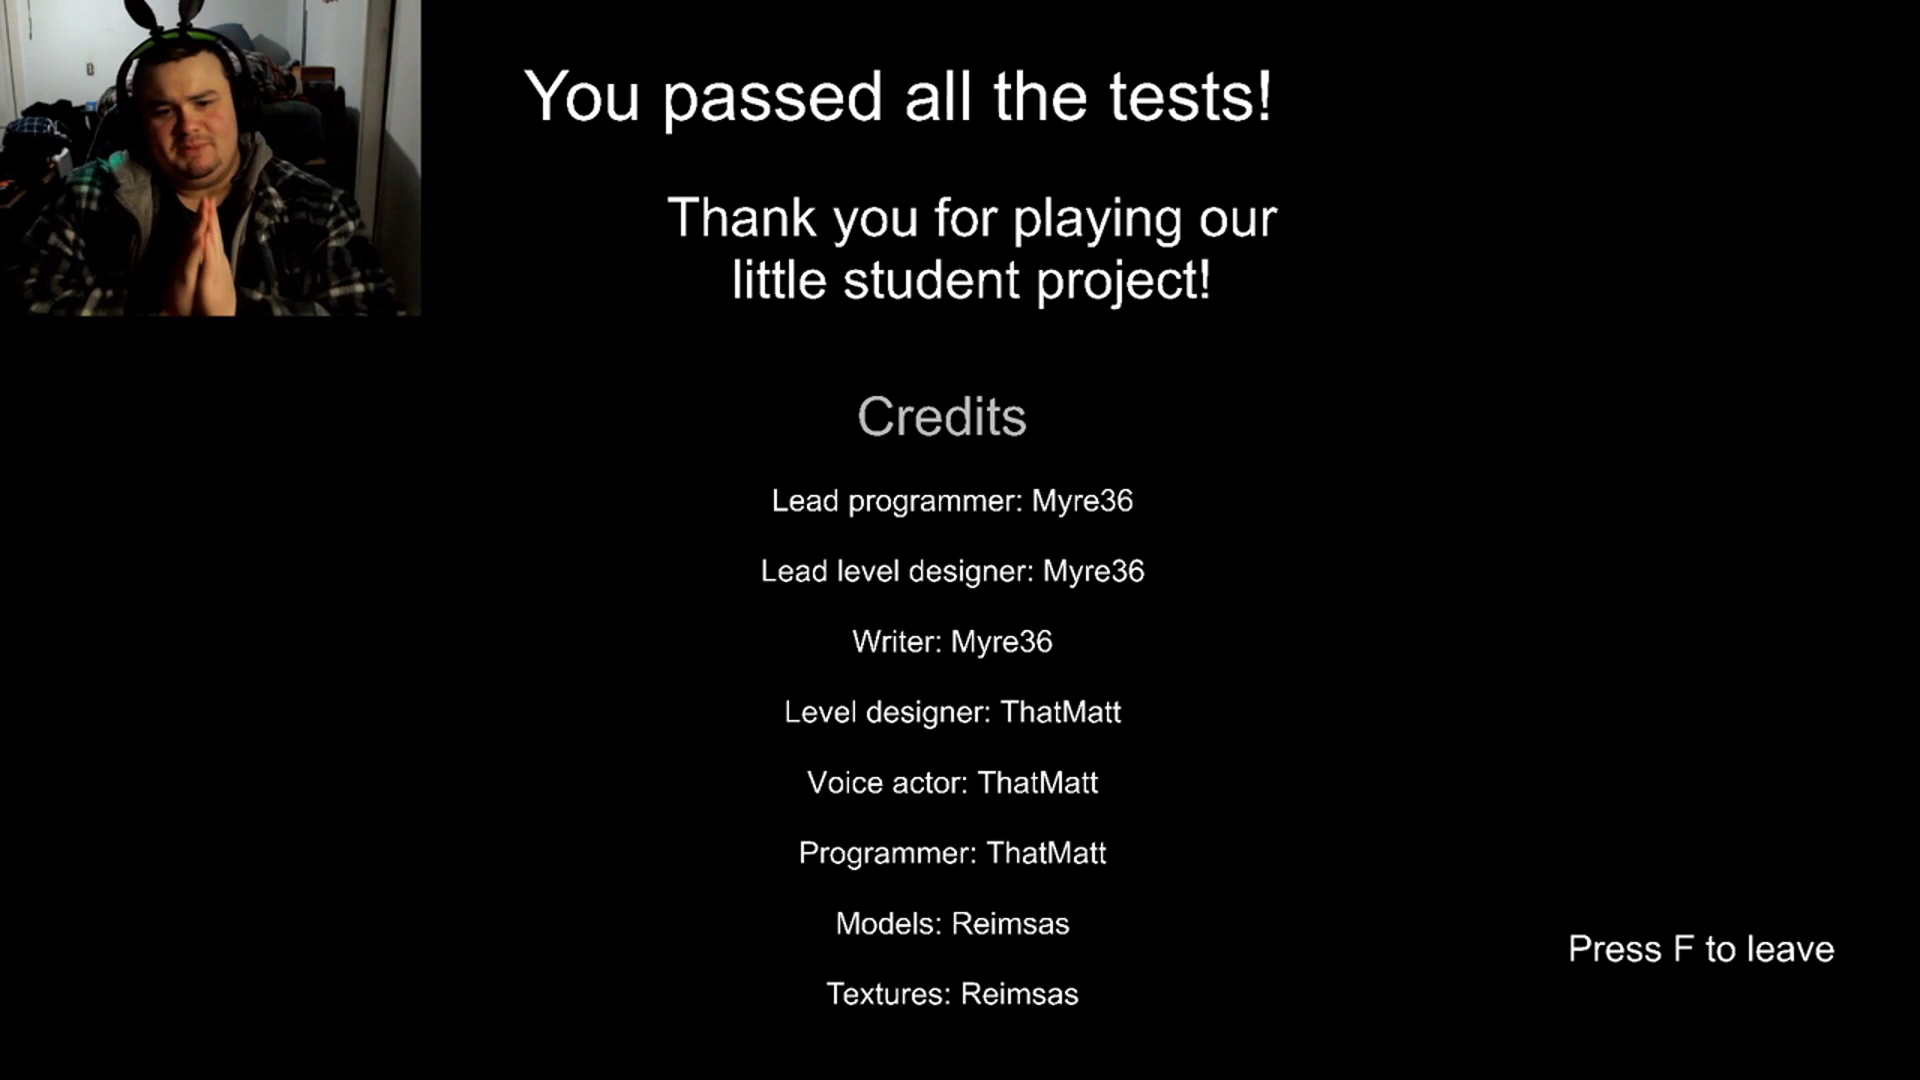 You passed all the tests!
Thank you for playing our
little student project!
Credits
Lead programmer: Myre36
Lead level designer: Myre36
Writer: Myre36
Level designer: ThatMatt
Voice actor: ThatMatt
Programmer: ThatMatt
Models: Reimsas
Press F to leave
Textures: Reimsas